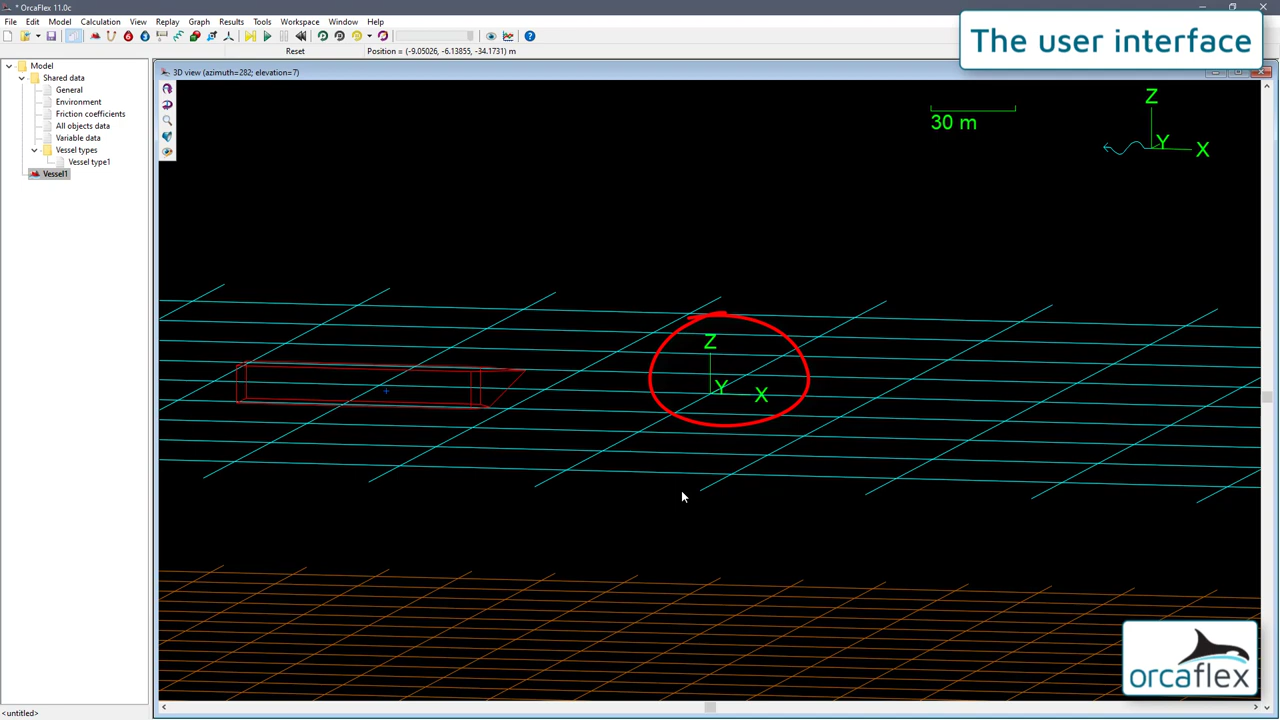 * OrcaFlex 11.0c
The user interface
File Edit Model Calculation View Replay Graph Results Tools Workspace Window Help
Reset
Position = (-9.05026, -6.13855, -34.1731) m
Model
Shared data
General
Environment
Friction coefficients
All objects data
Variable data
Vessel types
Vessel type1
Vessel1
3D view (azimuth=282; elevation=7)
30 m
Z
Y
X
Z
Y
X
orcaflex
<untitled>